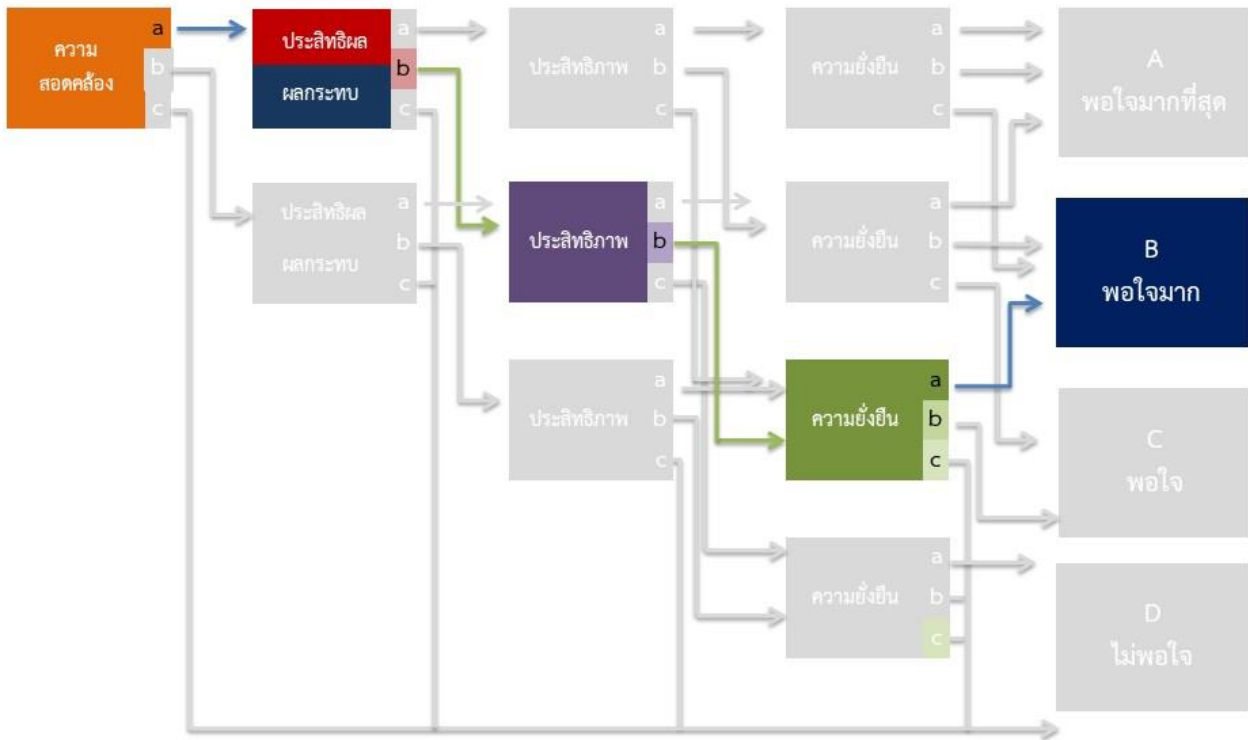 ความ
สอดคล้อง
a
b
c
ประสิทธิผล
ผลกระทบ
a
b
c
ประสิทธิภาพ
a
b
c
ความยั่งยืน
a
b
c
A
พอใจมากที่สุด
ประสิทธิผล
ผลกระทบ
a
b
c
ประสิทธิภาพ
a
b
c
ความยั่งยืน
a
b
c
B
พอใจมาก
ประสิทธิภาพ
a
b
c
ความยั่งยืน
a
b
c
C
พอใจ
ความยั่งยืน
a
b
c
D
ไม่พอใจ